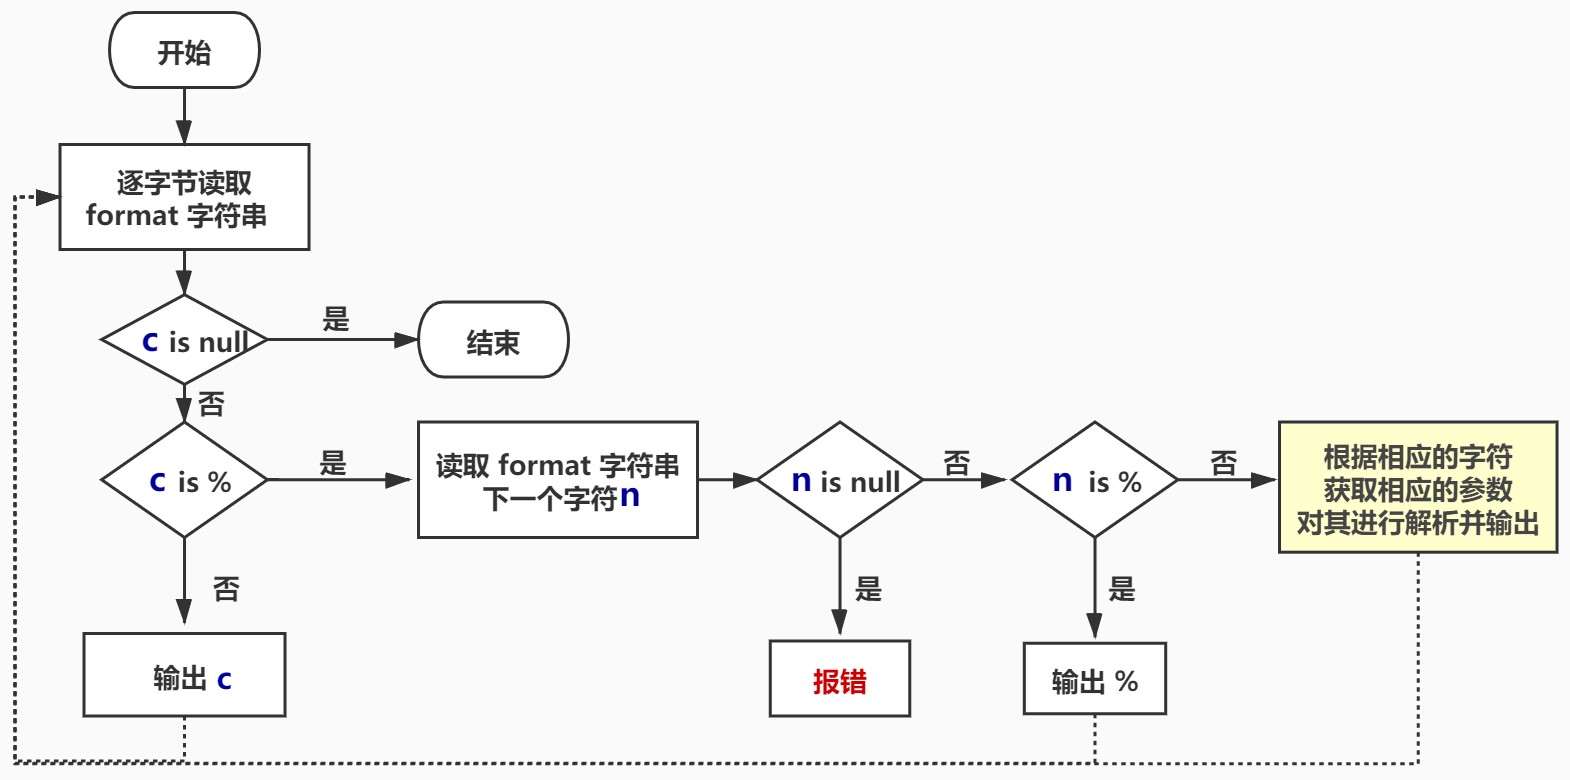 开始
逐字节读取
format 字符串
c is null
是
结束
否
c is %
是
读取 format 字符串
下一个字符n
n is null
否
n is %
否
根据相应的字符
获取相应的参数
对其进行解析并输出
否
是
是
输出 c
报错
输出 %